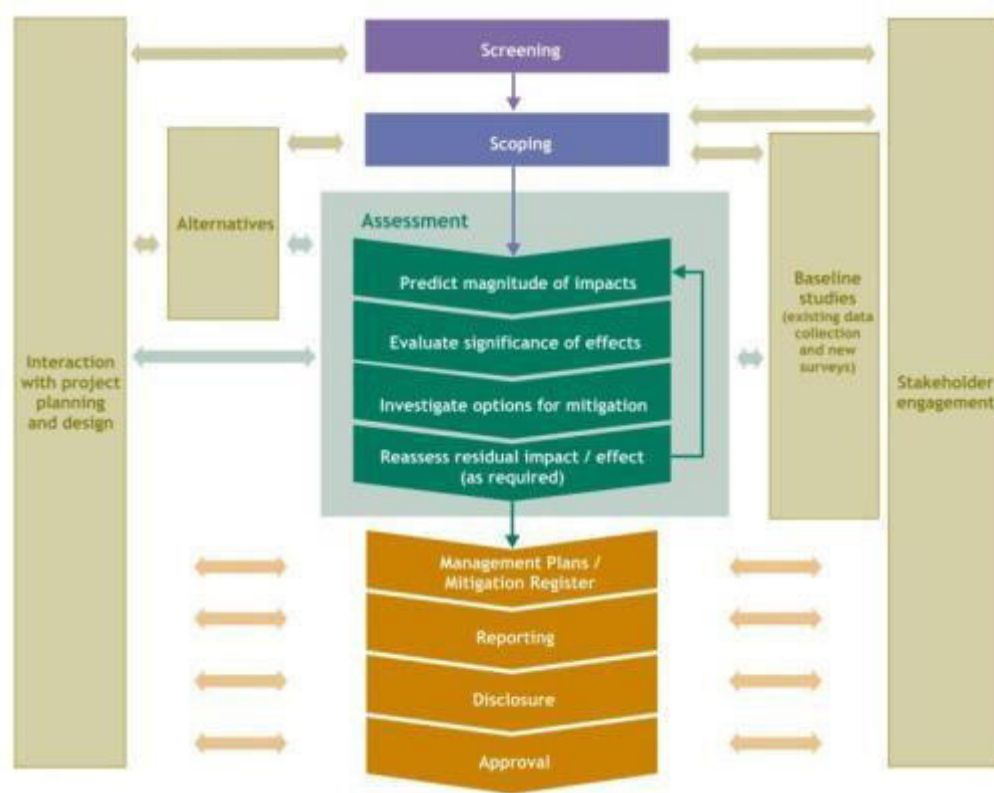 Screening
Scoping
Alternatives
Assessment
Predict magnitude of impacts
Evaluate significance of effects
Investigate options for mitigation
Reassess residual impact / effect
(as required)
Baseline
studies
(existing data
collection
and new
surveys)
Interaction
with project
planning
and design
Stakeholder
engagement
Management Plans /
Mitigation Register
Reporting
Disclosure
Approval